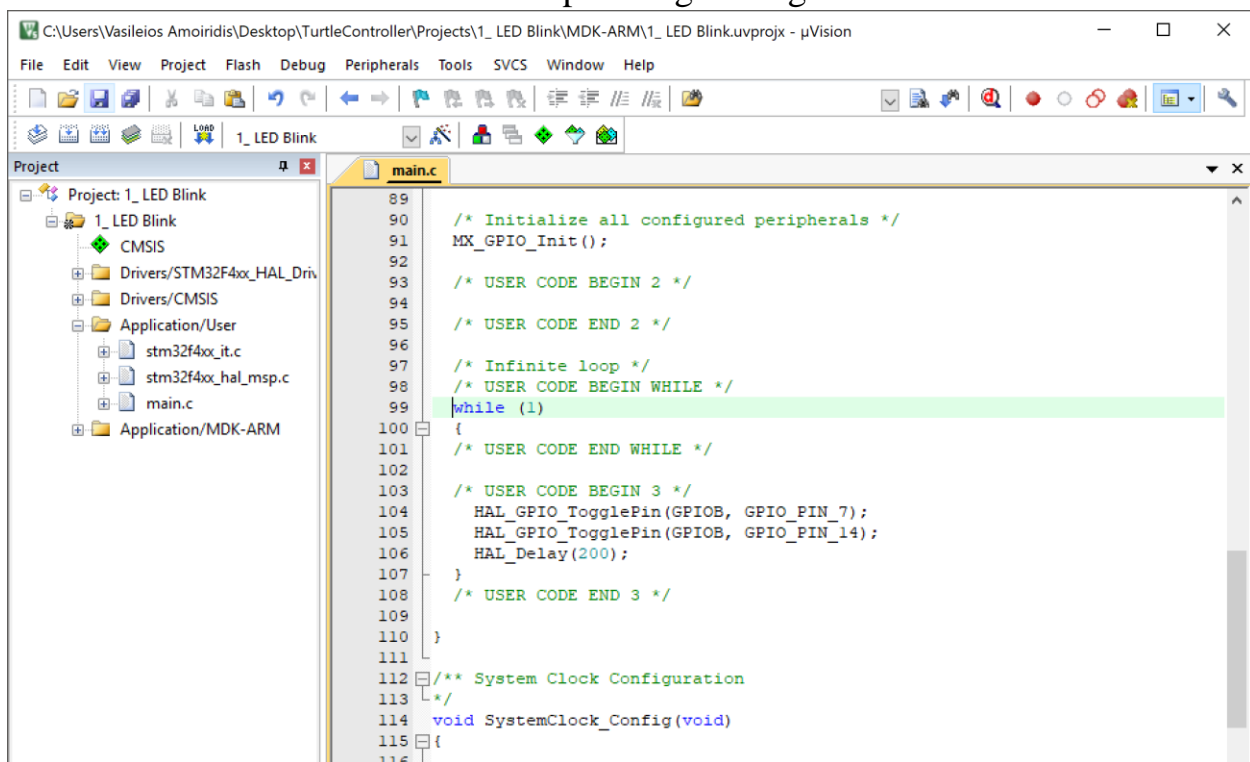 C:\Users\Vasileios Amoiridis\Desktop\TurtleController\Projects\1_ LED Blink\MDK-ARM\1_ LED Blink.uvprojx - µVision
File Edit View Project Flash Debug Peripherals Tools SVCS Window Help
LOAD 1_ LED Blink
Project
Project: 1_ LED Blink
1_ LED Blink
CMSIS
Drivers/STM32F4xx_HAL_Driv
Drivers/CMSIS
Application/User
stm32f4xx_it.c
stm32f4xx_hal_msp.c
main.c
Application/MDK-ARM
main.c
89
90 /* Initialize all configured peripherals */
91 MX_GPIO_Init();
92
93 /* USER CODE BEGIN 2 */
94
95 /* USER CODE END 2 */
96
97 /* Infinite loop */
98 /* USER CODE BEGIN WHILE */
99 while (1)
100 {
101 /* USER CODE END WHILE */
102
103 /* USER CODE BEGIN 3 */
104 HAL_GPIO_TogglePin(GPIOB, GPIO_PIN_7);
105 HAL_GPIO_TogglePin(GPIOB, GPIO_PIN_14);
106 HAL_Delay(200);
107 }
108 /* USER CODE END 3 */
109
110 }
111
112 /** System Clock Configuration
113 */
114 void SystemClock_Config(void)
115 {
116